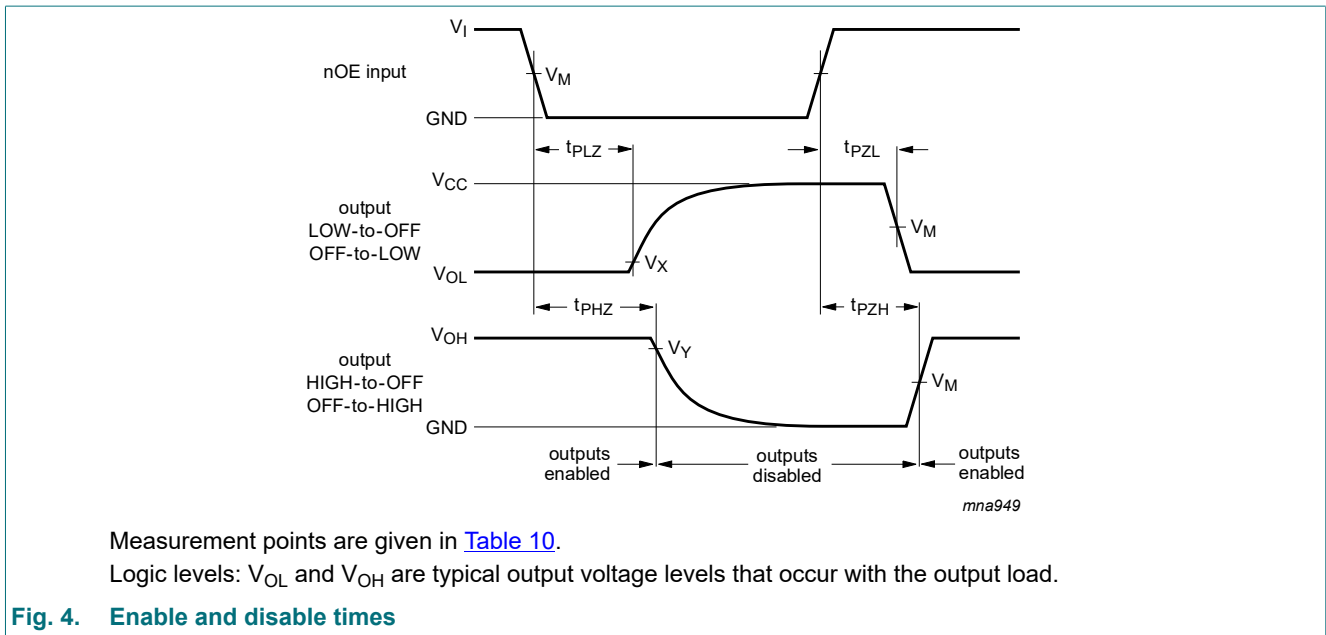 V_I
nOE input
V_M
GND
t_PLZ
t_PZL
V_CC
output
LOW-to-OFF
OFF-to-LOW
V_M
V_X
V_OL
t_PHZ
t_PZH
V_OH
output
HIGH-to-OFF
OFF-to-HIGH
V_Y
V_M
GND
outputs
enabled
outputs
disabled
outputs
enabled
mna949
Measurement points are given in Table 10.
Logic levels: V_OL and V_OH are typical output voltage levels that occur with the output load.
Fig. 4. Enable and disable times